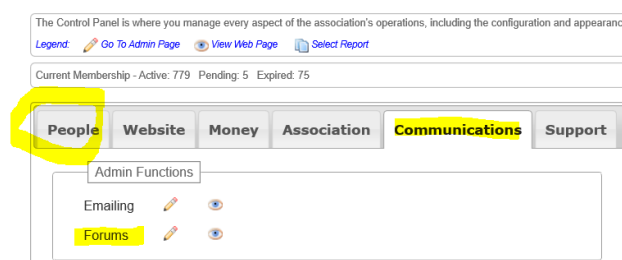 The Control Panel is where you manage every aspect of the association's operations, including the configuration and appearanc
Legend: Go To Admin Page View Web Page Select Report
Current Membership - Active: 779 Pending: 5 Expired: 75
People Website Money Association Communications Support
Admin Functions
Emailing
Forums